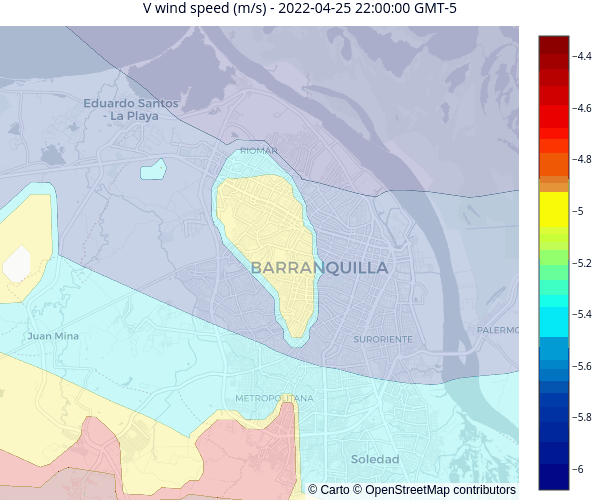 V wind speed (m/s) - 2022-04-25 22:00:00 GMT-5
Eduardo Santos
- La Playa
RIOMAR
BARRANQUILLA
Juan Mina
SURORIENTE
PALERMO
METROPOLITANA
Soledad
© Carto © OpenStreetMap contributors
−4.4
−4.6
−4.8
−5
−5.2
−5.4
−5.6
−5.8
−6